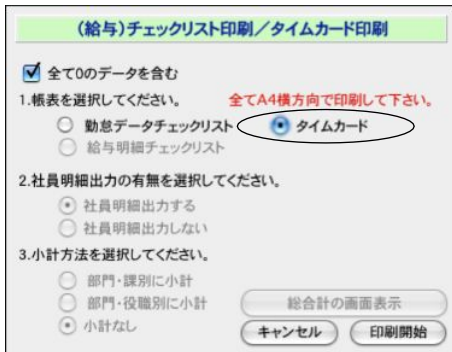 (給与)チェックリスト印刷／タイムカード印刷
全て0のデータを含む
1.帳表を選択してください。 全てA4横方向で印刷して下さい。
勤怠データチェックリスト タイムカード
給与明細チェックリスト
2.社員明細出力の有無を選択してください。
社員明細出力する
社員明細出力しない
3.小計方法を選択してください。
部門・課別に小計
部門・役職別に小計 総合計の画面表示
小計なし キャンセル 印刷開始